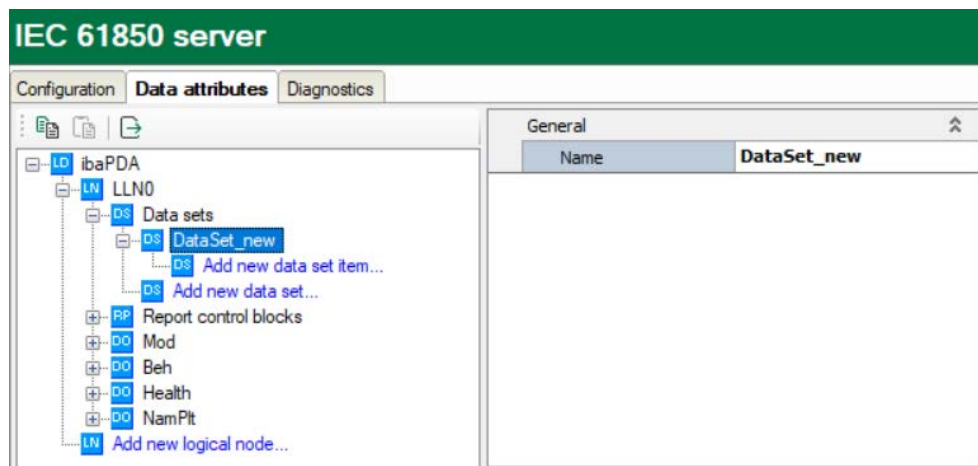 IEC 61850 server
Configuration Data attributes Diagnostics
General
Name DataSet_new
LD ibaPDA
LN LLN0
DS Data sets
DS DataSet_new
DS Add new data set item...
DS Add new data set...
RP Report control blocks
DO Mod
DO Beh
DO Health
DO NamPlt
LN Add new logical node...